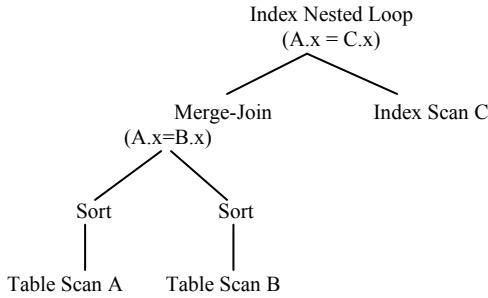 Index Nested Loop
(A.x = C.x)
Merge-Join
(A.x=B.x)
Index Scan C
Sort
Sort
Table Scan A
Table Scan B